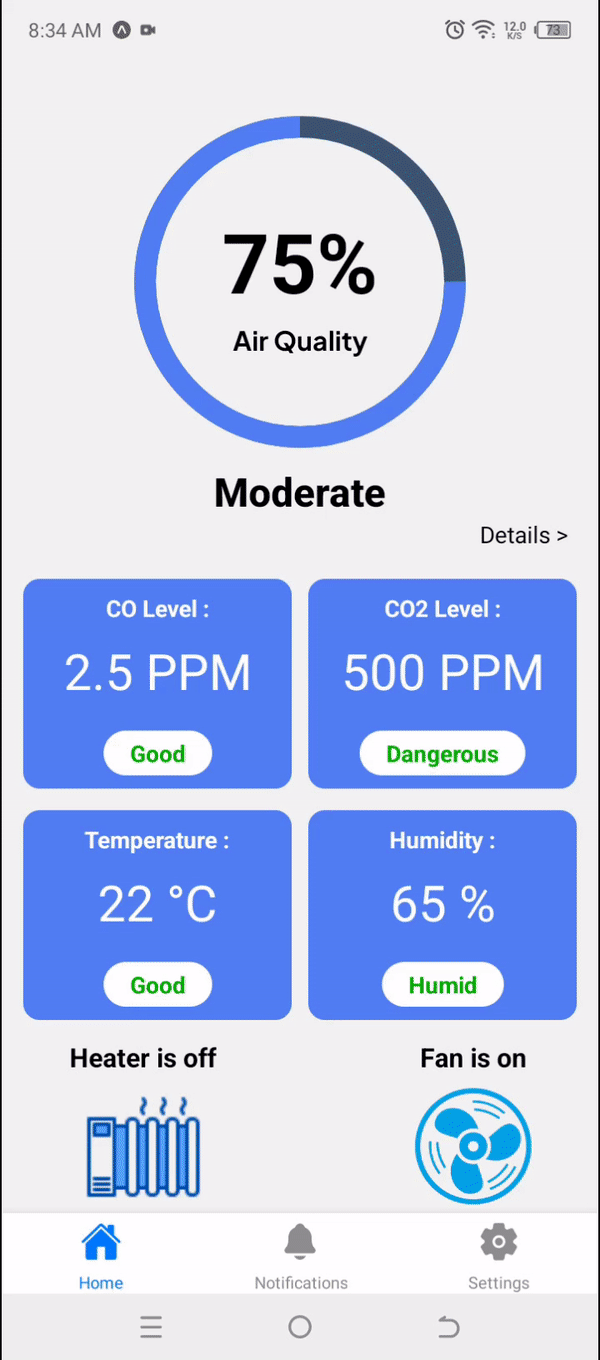 8:34 AM
12.0
K/S
73
75%
Air Quality
Moderate
Details >
CO Level :
2.5 PPM
Good
CO2 Level :
500 PPM
Dangerous
Temperature :
22 °C
Good
Humidity :
65 %
Humid
Heater is off
Fan is on
Home
Notifications
Settings